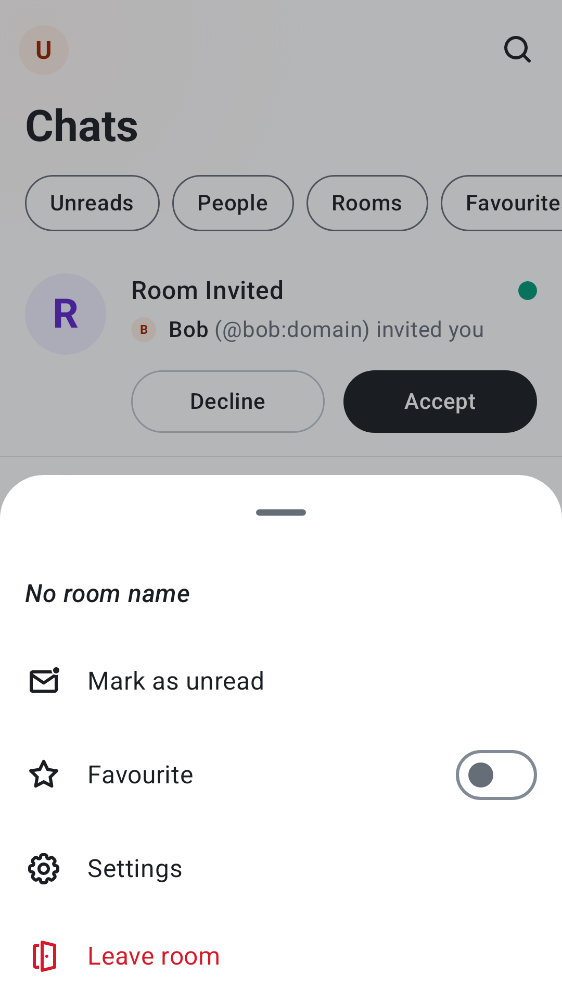 U
Chats
Unreads People Rooms Favourite
R
Room Invited
B Bob (@bob:domain) invited you
Decline Accept
No room name
Mark as unread
Favourite
Settings
Leave room